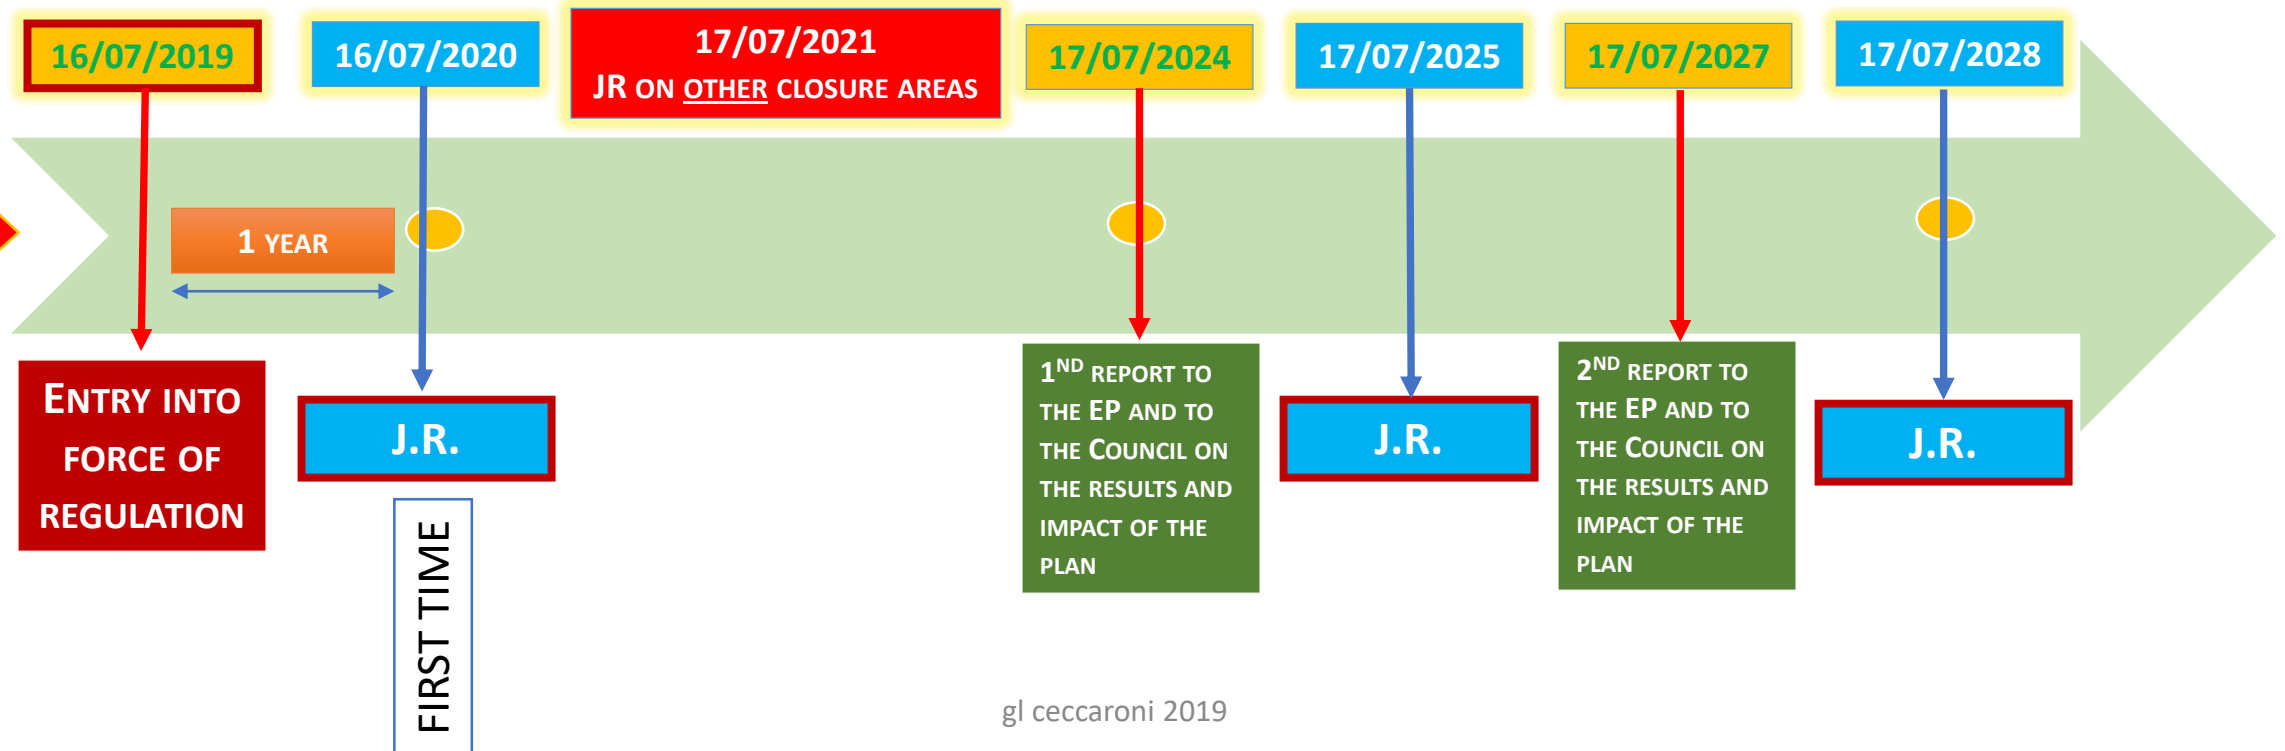 16/07/2019
16/07/2020
17/07/2021
JR ON OTHER CLOSURE AREAS
17/07/2024
17/07/2025
17/07/2027
17/07/2028
1 YEAR
ENTRY INTO
FORCE OF
REGULATION
J.R.
FIRST TIME
1ND REPORT TO
THE EP AND TO
THE COUNCIL ON
THE RESULTS AND
IMPACT OF THE
PLAN
J.R.
2ND REPORT TO
THE EP AND TO
THE COUNCIL ON
THE RESULTS AND
IMPACT OF THE
PLAN
J.R.
gl ceccaroni 2019